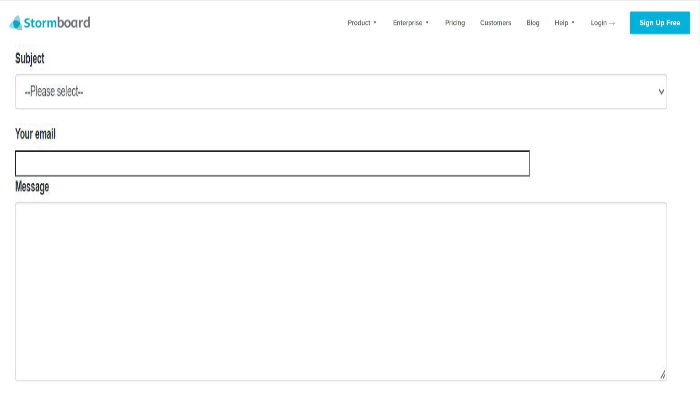 Stormboard Product Enterprise Pricing Customers Blog Help Login → Sign Up Free
Subject
--Please select--
Your email
Message